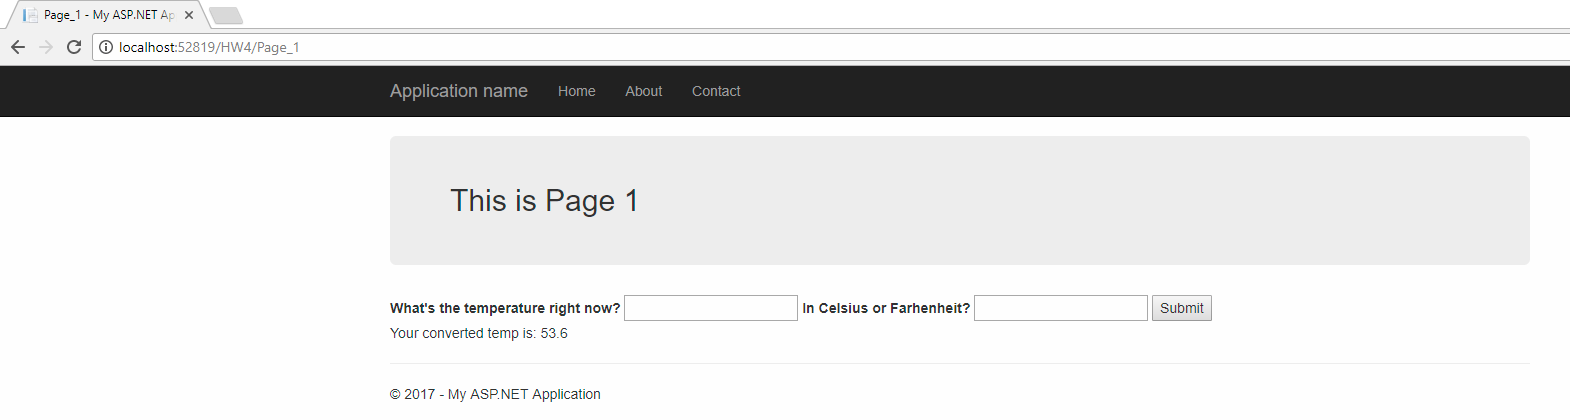 Page_1 - My ASP.NET Ap
localhost:52819/HW4/Page_1
Application name Home About Contact
This is Page 1
What's the temperature right now? In Celsius or Farhenheit? Submit
Your converted temp is: 53.6
© 2017 - My ASP.NET Application